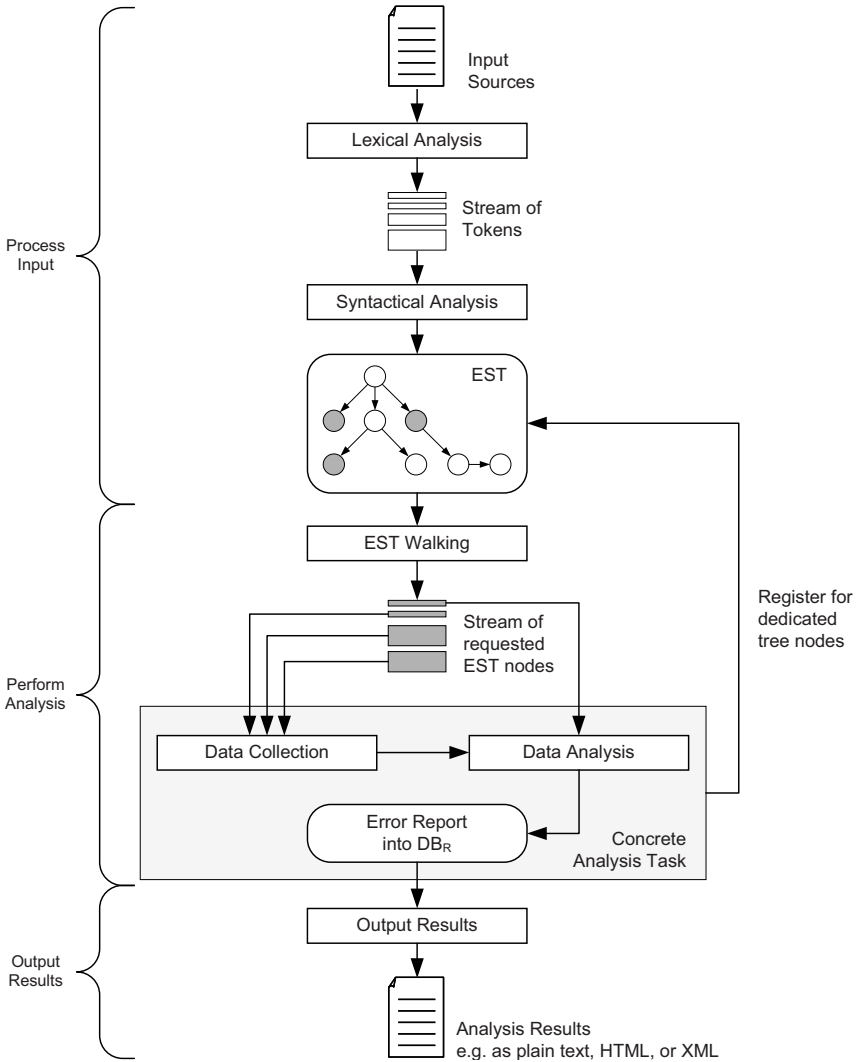 Input
Sources
Lexical Analysis
Stream of
Tokens
Process
Input
Syntactical Analysis
EST
EST Walking
Register for
dedicated
tree nodes
Stream of
requested
EST nodes
Perform
Analysis
Data Collection
Data Analysis
Error Report
into DBR
Concrete
Analysis Task
Output Results
Output
Results
Analysis Results
e.g. as plain text, HTML, or XML